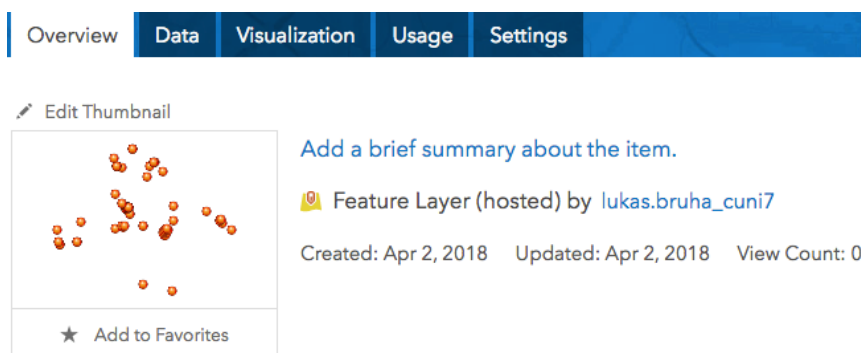 Overview Data Visualization Usage Settings
Edit Thumbnail
Add a brief summary about the item.
Feature Layer (hosted) by lukas.bruha_cuni7
Created: Apr 2, 2018 Updated: Apr 2, 2018 View Count: 0
Add to Favorites